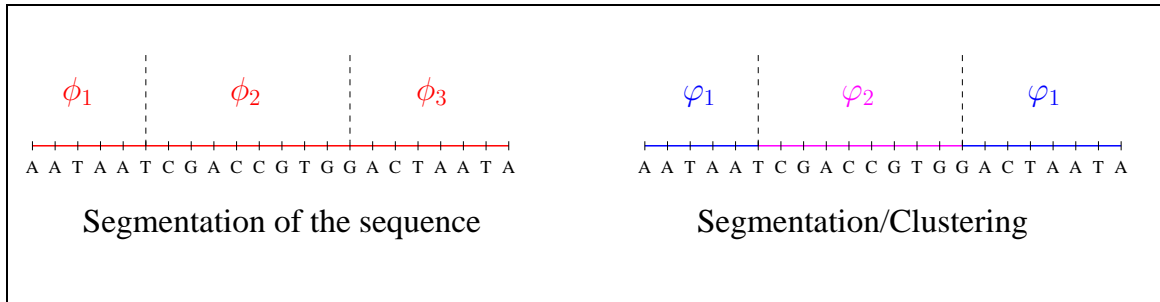 ϕ₁ ϕ₂ ϕ₃
A A T A A T C G A C C G T G G A C T A A T A
Segmentation of the sequence
φ₁ φ₂ φ₁
A A T A A T C G A C C G T G G A C T A A T A
Segmentation/Clustering